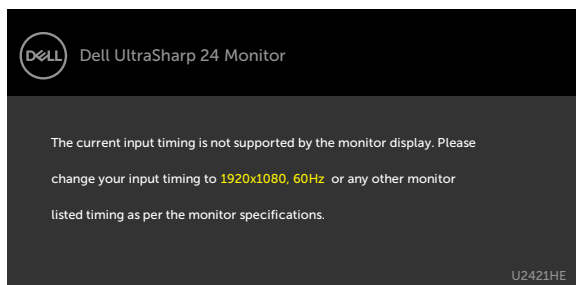 DELL Dell UltraSharp 24 Monitor
The current input timing is not supported by the monitor display. Please
change your input timing to 1920x1080, 60Hz or any other monitor
listed timing as per the monitor specifications.
U2421HE